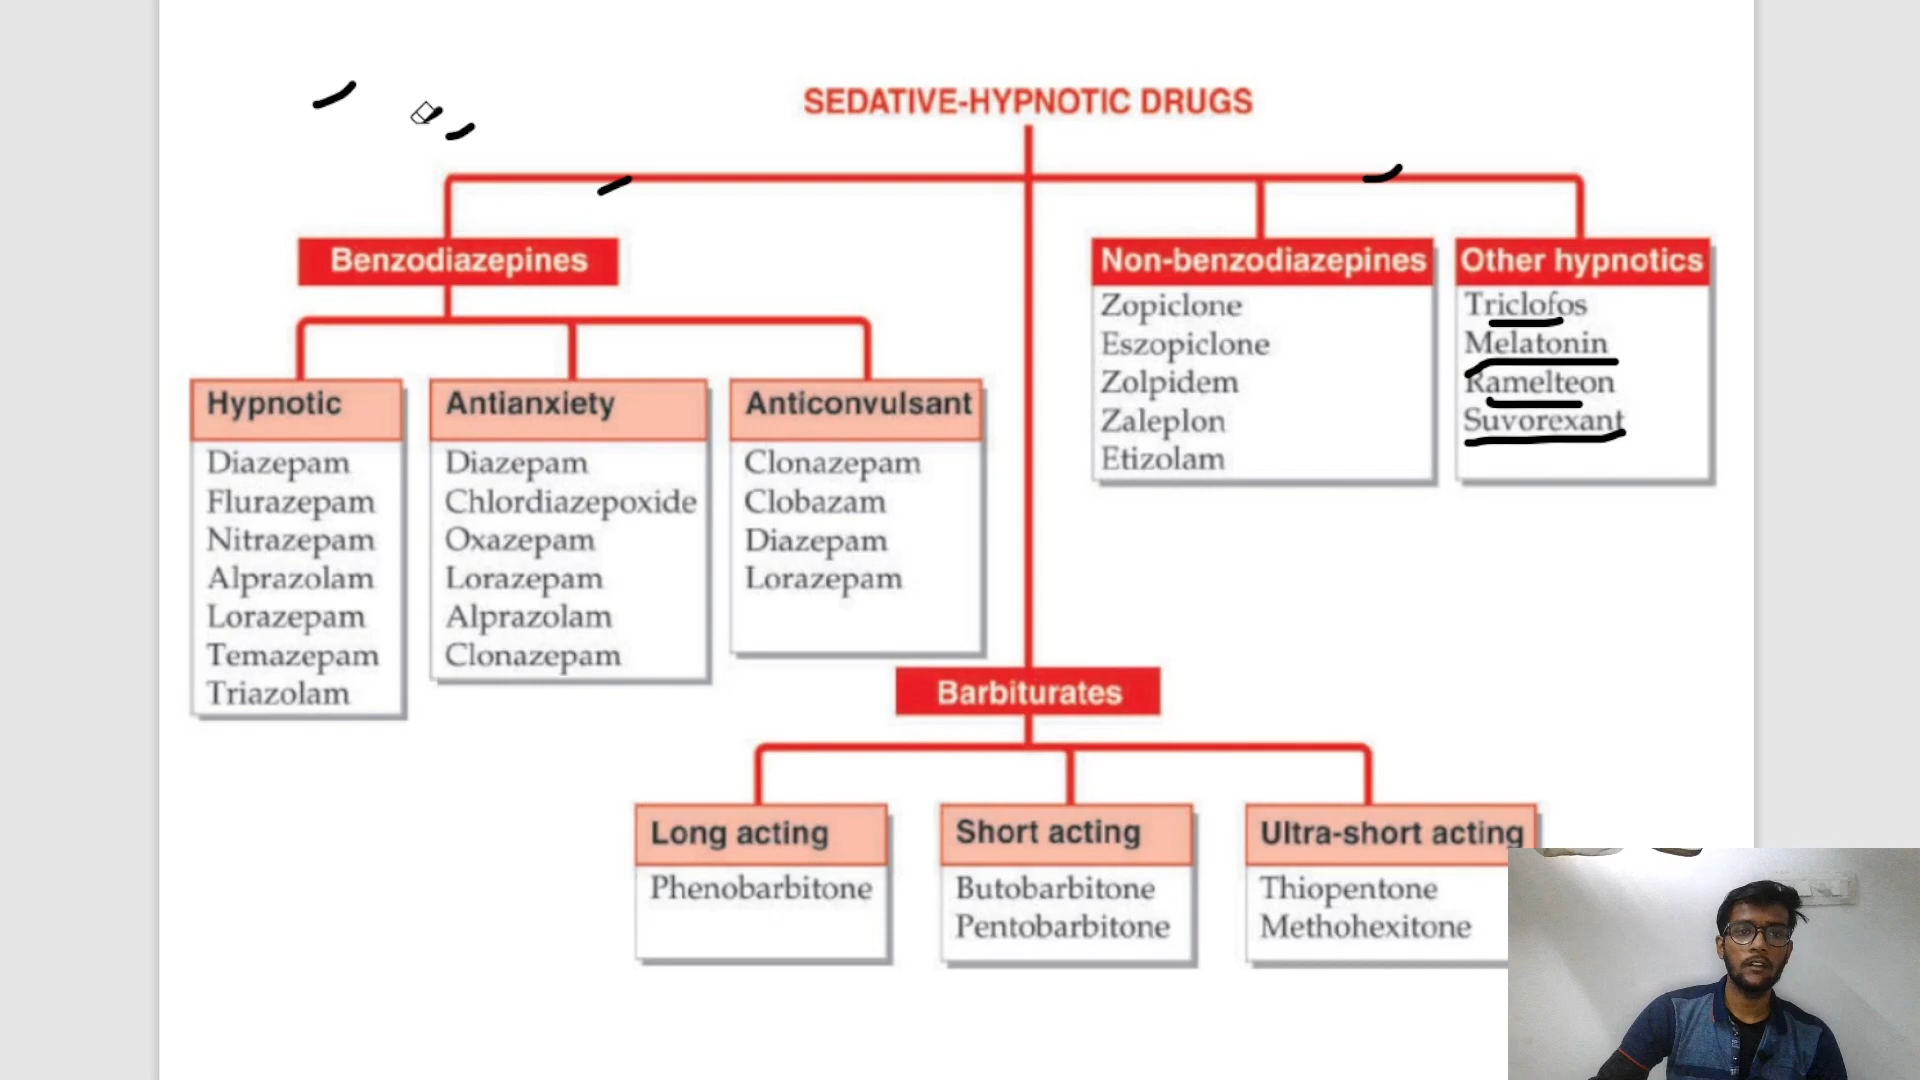 SEDATIVE-HYPNOTIC DRUGS
Benzodiazepines
Hypnotic
Diazepam
Flurazepam
Nitrazepam
Alprazolam
Lorazepam
Temazepam
Triazolam
Antianxiety
Diazepam
Chlordiazepoxide
Oxazepam
Lorazepam
Alprazolam
Clonazepam
Anticonvulsant
Clonazepam
Clobazam
Diazepam
Lorazepam
Non-benzodiazepines
Zopiclone
Eszopiclone
Zolpidem
Zaleplon
Etizolam
Other hypnotics
Triclofos
Melatonin
Ramelteon
Suvorexant
Barbiturates
Long acting
Phenobarbitone
Short acting
Butobarbitone
Pentobarbitone
Ultra-short acting
Thiopentone
Methohexitone